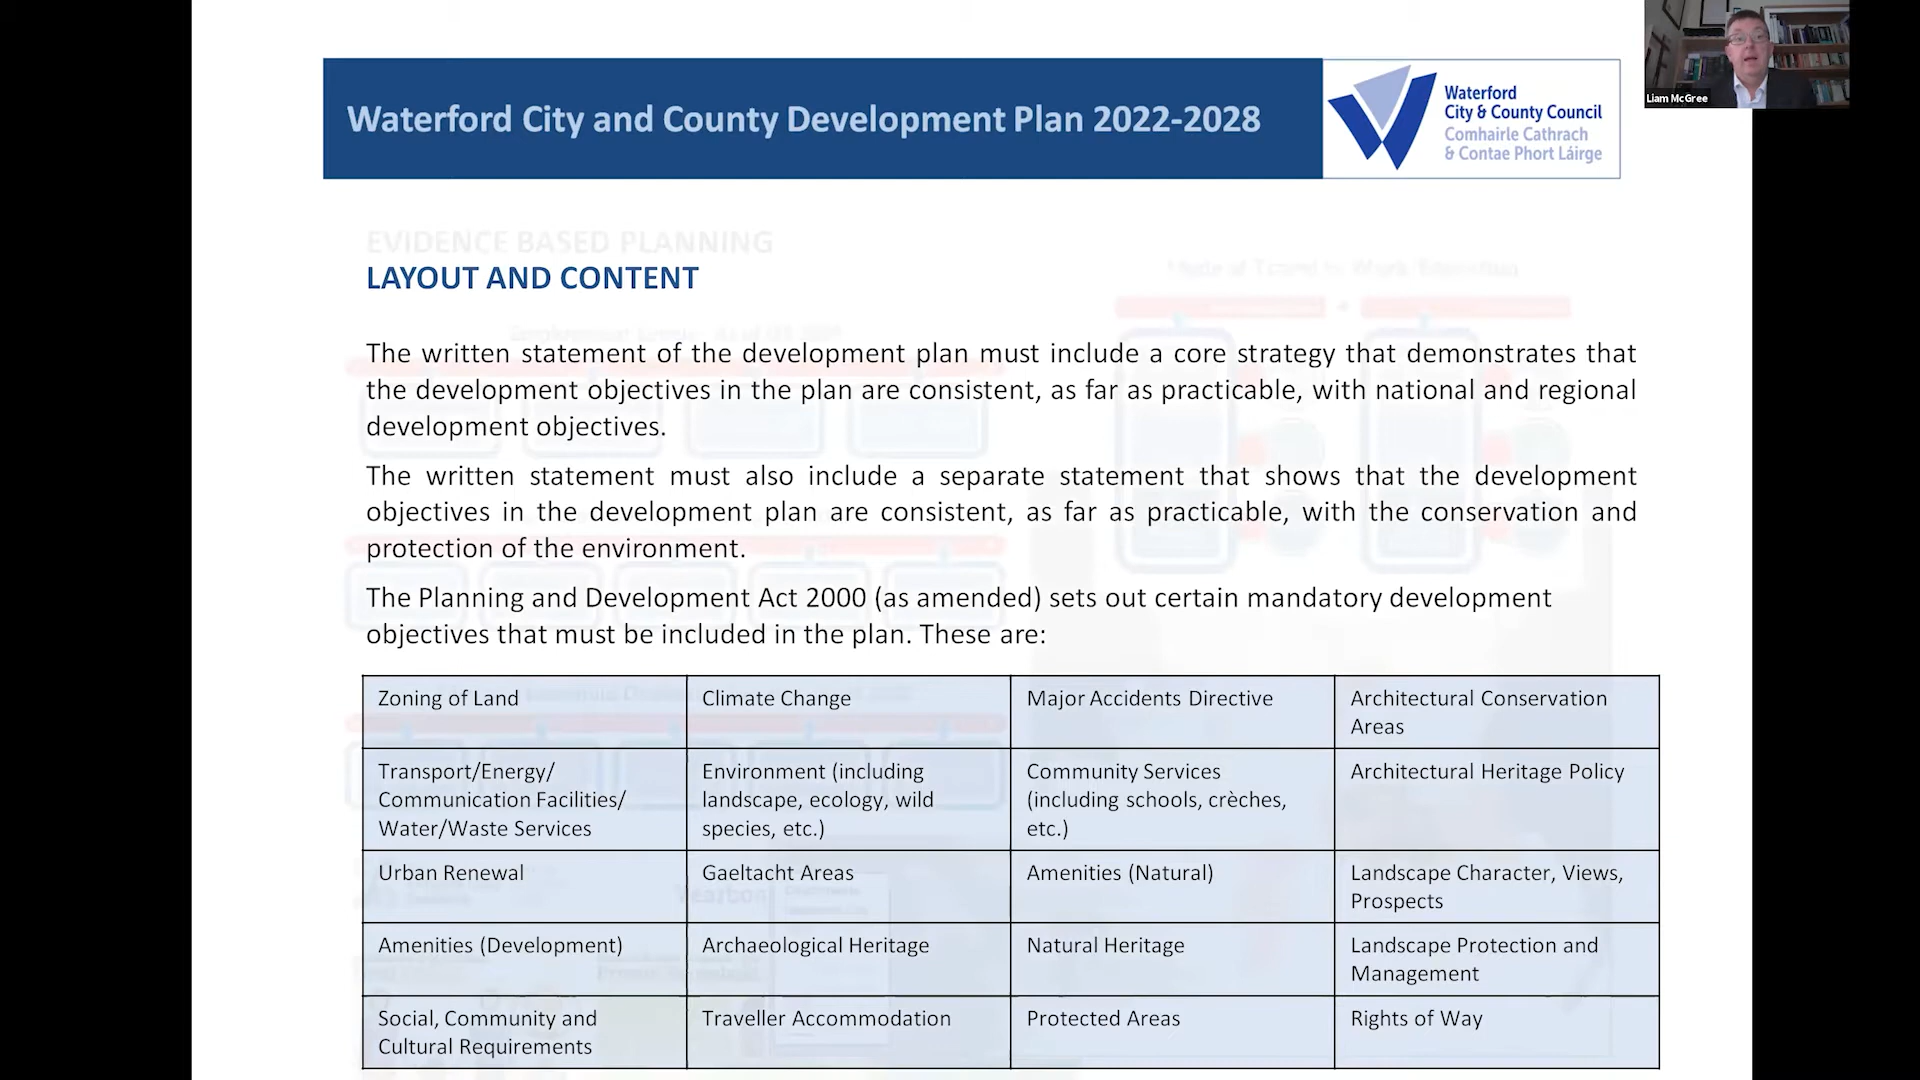 Waterford City and County Development Plan 2022-2028
Waterford
City & County Council
Comhairle Cathrach
& Contae Phort Láirge
Liam McGree
EVIDENCE BASED PLANNING
LAYOUT AND CONTENT
The written statement of the development plan must include a core strategy that demonstrates that
the development objectives in the plan are consistent, as far as practicable, with national and regional
development objectives.
The written statement must also include a separate statement that shows that the development
objectives in the development plan are consistent, as far as practicable, with the conservation and
protection of the environment.
The Planning and Development Act 2000 (as amended) sets out certain mandatory development
objectives that must be included in the plan. These are:
Zoning of Land
Climate Change
Major Accidents Directive
Architectural Conservation
Areas
Transport/Energy/
Communication Facilities/
Water/Waste Services
Environment (including
landscape, ecology, wild
species, etc.)
Community Services
(including schools, crèches,
etc.)
Architectural Heritage Policy
Urban Renewal
Gaeltacht Areas
Amenities (Natural)
Landscape Character, Views,
Prospects
Amenities (Development)
Archaeological Heritage
Natural Heritage
Landscape Protection and
Management
Social, Community and
Cultural Requirements
Traveller Accommodation
Protected Areas
Rights of Way